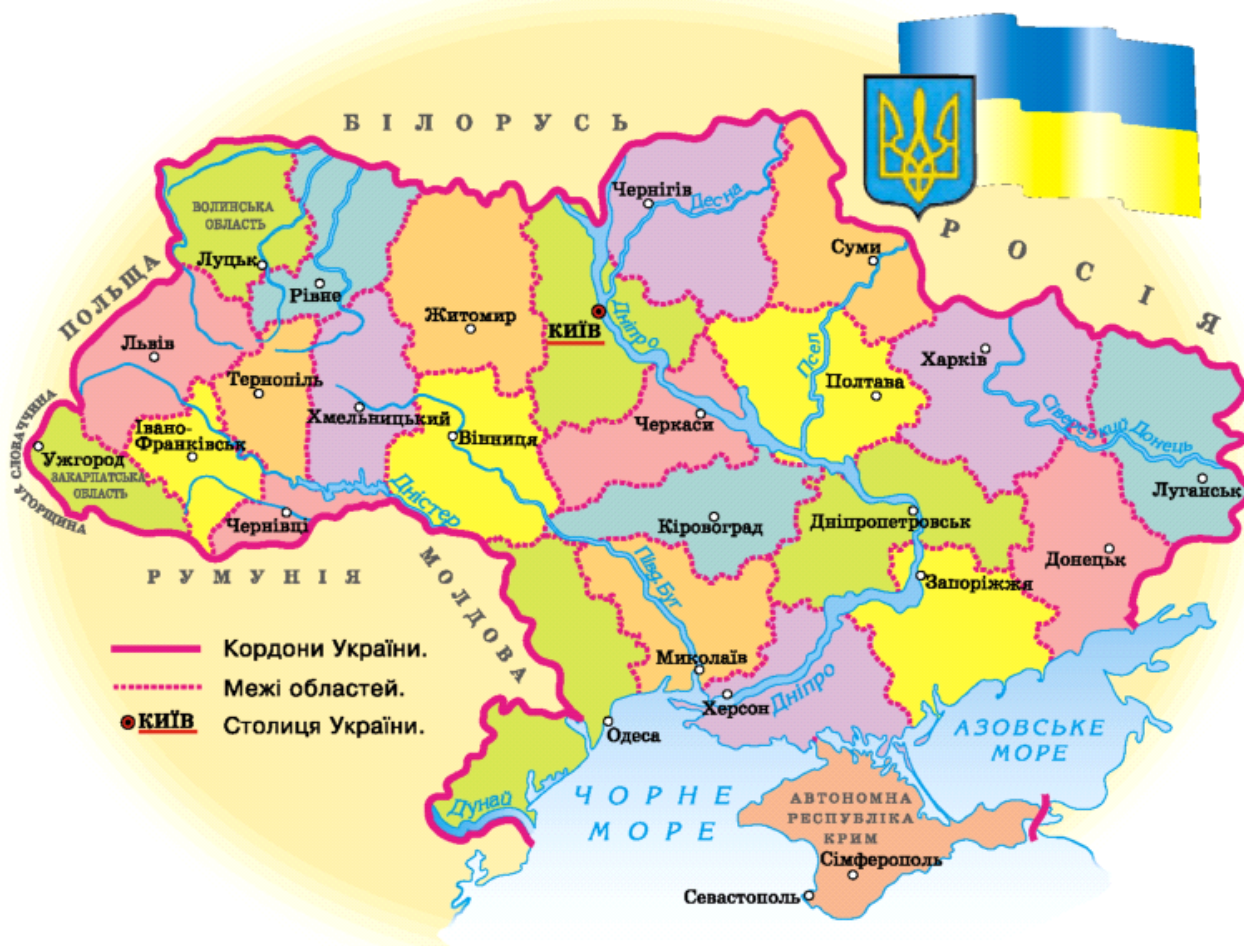 БІЛОРУСЬ
ПОЛЬЩА
РОСІЯ
ВОЛИНСЬКА
ОБЛАСТЬ
Луцьк
Рівне
Чернігів
Десна
Суми
Львів
Житомир
КИЇВ
Дніпро
Псел
Харків
Тернопіль
Полтава
Івано-
Франківськ
Хмельницький
Вінниця
Черкаси
Сіверський Донець
СЛОВАЧЧИНА
Ужгород
ЗАКАРПАТСЬКА
ОБЛАСТЬ
УГОРЩИНА
Чернівці
Дністер
Кіровоград
Дніпропетровськ
Луганськ
Донецьк
РУМУНІЯ
МОЛДОВА
Півд.Буг
Запоріжжя
Миколаїв
Херсон
Дніпро
Одеса
Кордони України.
Межі областей.
КИЇВ Столиця України.
АЗОВСЬКЕ
МОРЕ
Дунай
ЧОРНЕ
МОРЕ
АВТОНОМНА
РЕСПУБЛІКА
КРИМ
Сімферополь
Севастополь